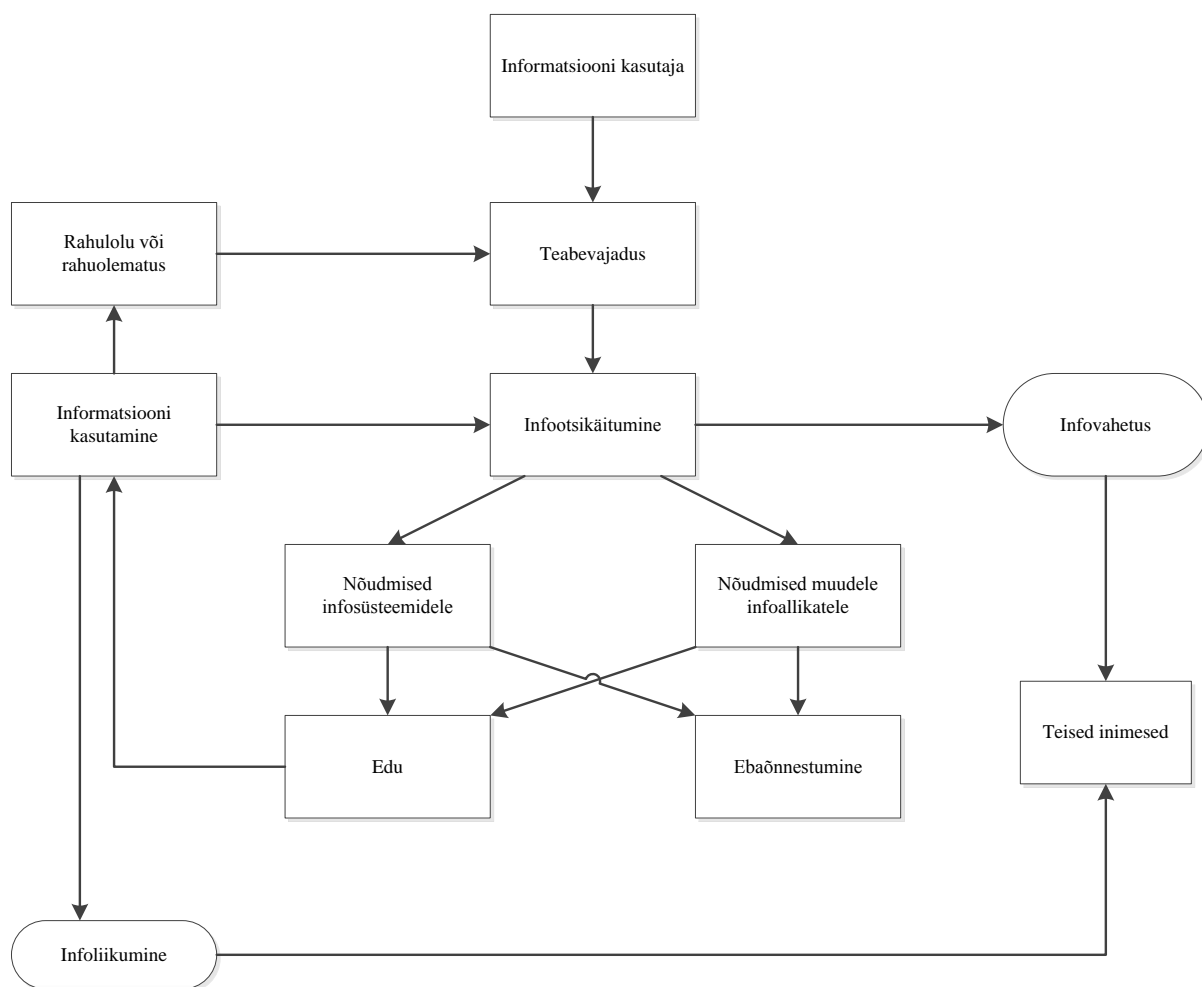 Informatsiooni kasutaja
Rahulolu või
rahuolematus
Teabevajadus
Informatsiooni
kasutamine
Infootsikäitumine
Infovahetus
Nõudmised
infosüsteemidele
Nõudmised muudele
infoallikatele
Edu
Ebaõnnestumine
Teised inimesed
Infoliikumine